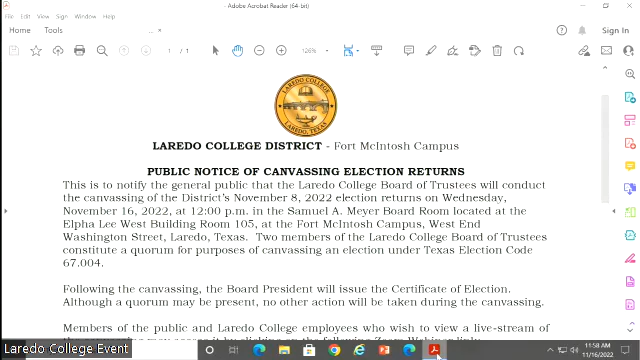 - Adobe Acrobat Reader (64-bit)
File Edit View Sign Window Help
Home Tools ... ×
Sign In
1 / 1
126%
LAREDO COLLEGE
LAREDO, TEXAS
LAREDO COLLEGE DISTRICT - Fort McIntosh Campus
PUBLIC NOTICE OF CANVASSING ELECTION RETURNS
This is to notify the general public that the Laredo College Board of Trustees will conduct
the canvassing of the District's November 8, 2022 election returns on Wednesday,
November 16, 2022, at 12:00 p.m. in the Samuel A. Meyer Board Room located at the
Elpha Lee West Building Room 105, at the Fort McIntosh Campus, West End
Washington Street, Laredo, Texas. Two members of the Laredo College Board of Trustees
constitute a quorum for purposes of canvassing an election under Texas Election Code
67.004.
Following the canvassing, the Board President will issue the Certificate of Election.
Although a quorum may be present, no other action will be taken during the canvassing.
Members of the public and Laredo College employees who wish to view a live-stream of
Laredo College Event
11:58 AM
11/16/2022